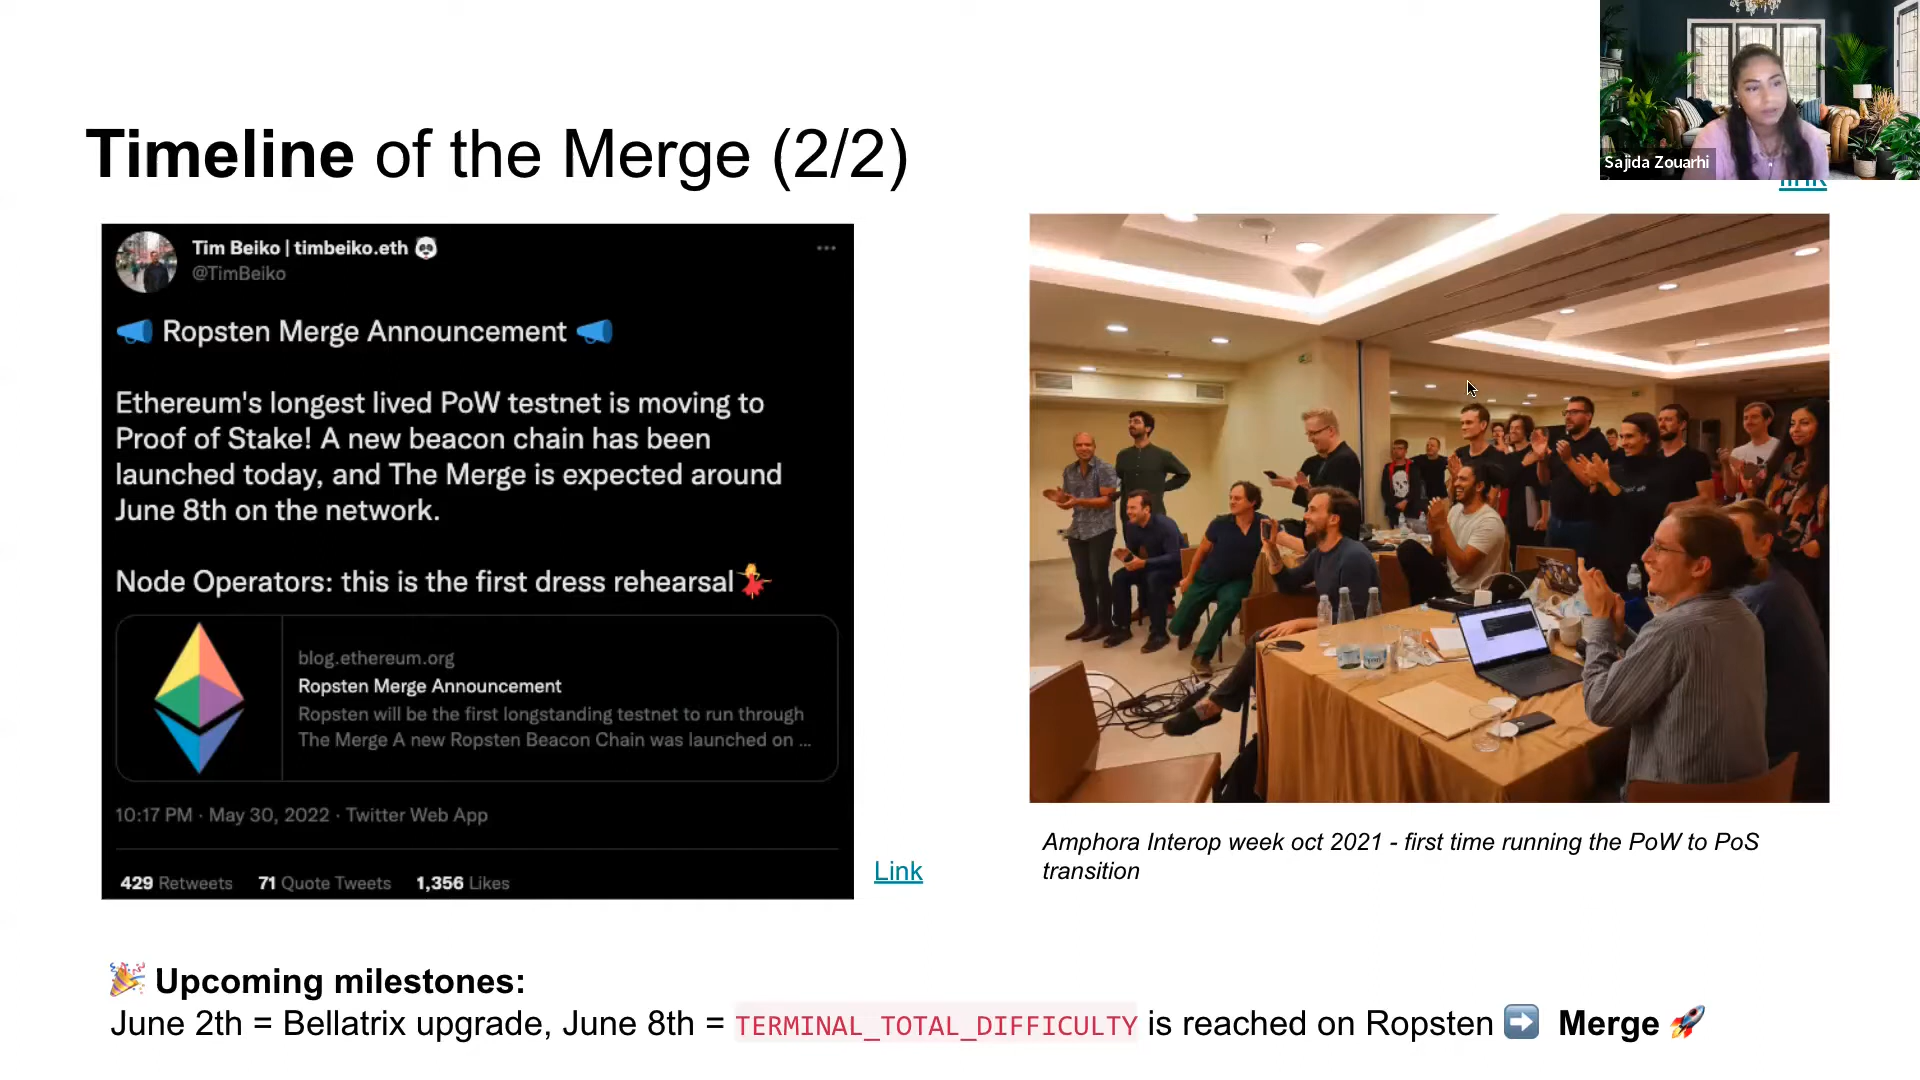 Sajida Zouarhi
link
Timeline of the Merge (2/2)
Tim Beiko | timbeiko.eth 🐼
@TimBeiko
📣 Ropsten Merge Announcement 📣
Ethereum's longest lived PoW testnet is moving to
Proof of Stake! A new beacon chain has been
launched today, and The Merge is expected around
June 8th on the network.
Node Operators: this is the first dress rehearsal💃
blog.ethereum.org
Ropsten Merge Announcement
Ropsten will be the first longstanding testnet to run through
The Merge A new Ropsten Beacon Chain was launched on ...
10:17 PM · May 30, 2022 · Twitter Web App
429 Retweets 71 Quote Tweets 1,356 Likes
Link
Amphora Interop week oct 2021 - first time running the PoW to PoS
transition
🎉 Upcoming milestones:
June 2th = Bellatrix upgrade, June 8th = TERMINAL_TOTAL_DIFFICULTY is reached on Ropsten ➡️ Merge 🚀